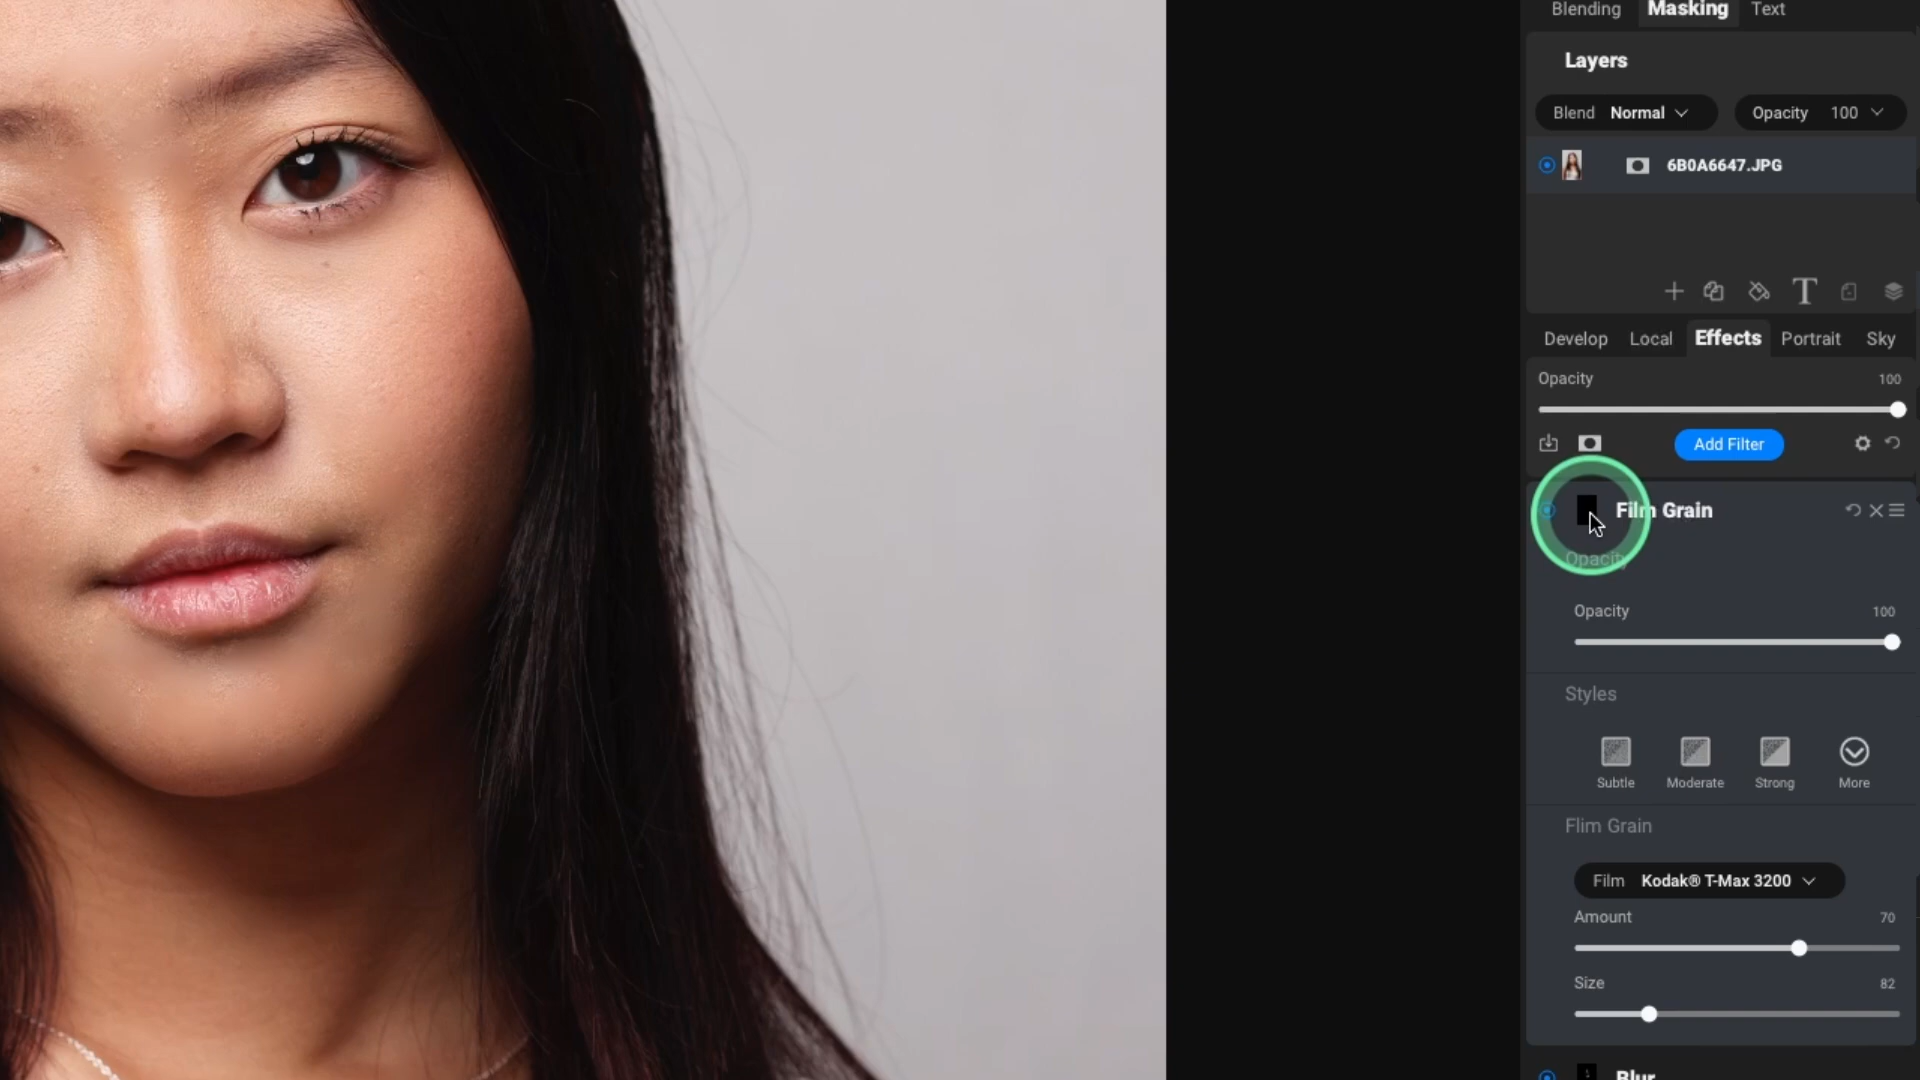 Blending Masking Text
Layers
Blend Normal Opacity 100
6B0A6647.JPG
T
Develop Local Effects Portrait Sky
Opacity 100
Add Filter
Film Grain
Opacity
Opacity 100
Styles
Subtle Moderate Strong More
Flim Grain
Film Kodak® T-Max 3200
Amount 70
Size 82
Blur